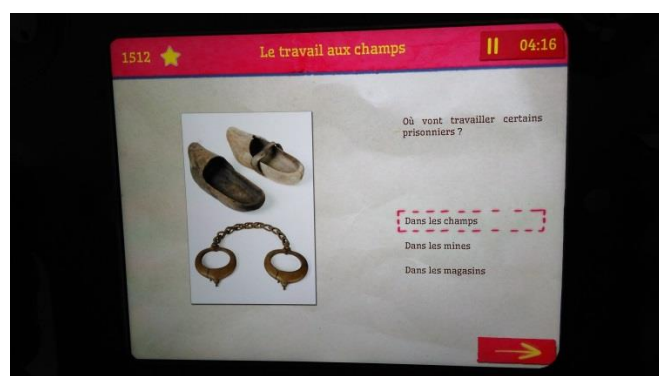 1512
Le travail aux champs
04:16
Où vont travailler certains
prisonniers ?
Dans les champs
Dans les mines
Dans les magasins